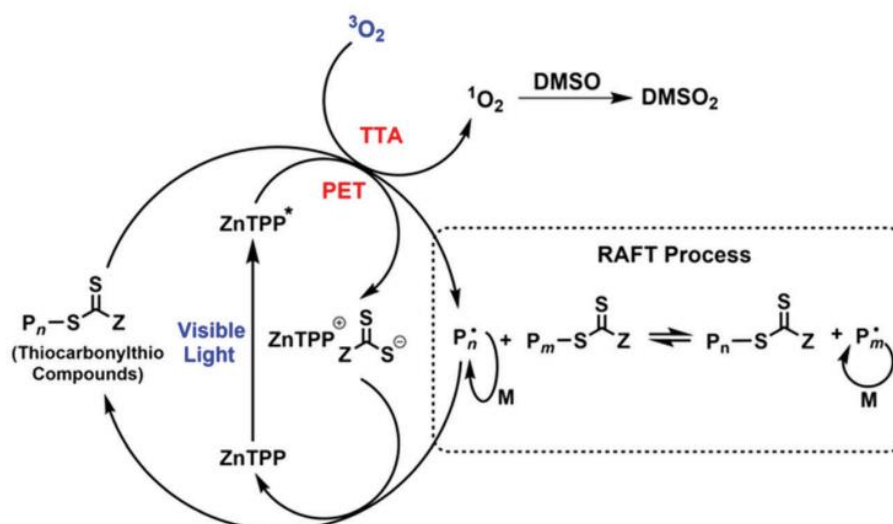 ³O₂
¹O₂
DMSO
DMSO₂
TTA
PET
ZnTPP*
RAFT Process
S
Pn—S
Z
(Thiocarbonylthio
Compounds)
Visible
Light
ZnTPP⊕
S
Z
S⊖
Pn•
+
Pm—S
S
Z
Pn—S
S
Z
+
Pm•
M
M
ZnTPP